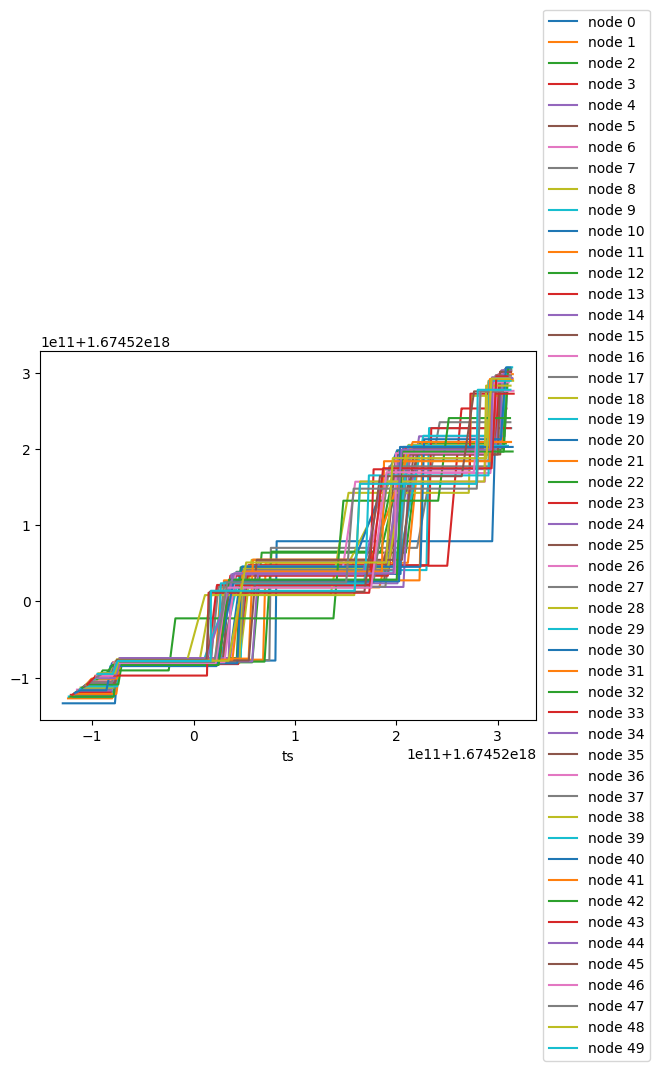 1e11+1.67452e18
3
2
1
0
−1
−1
0
1
2
3
ts
1e11+1.67452e18
node 0
node 1
node 2
node 3
node 4
node 5
node 6
node 7
node 8
node 9
node 10
node 11
node 12
node 13
node 14
node 15
node 16
node 17
node 18
node 19
node 20
node 21
node 22
node 23
node 24
node 25
node 26
node 27
node 28
node 29
node 30
node 31
node 32
node 33
node 34
node 35
node 36
node 37
node 38
node 39
node 40
node 41
node 42
node 43
node 44
node 45
node 46
node 47
node 48
node 49